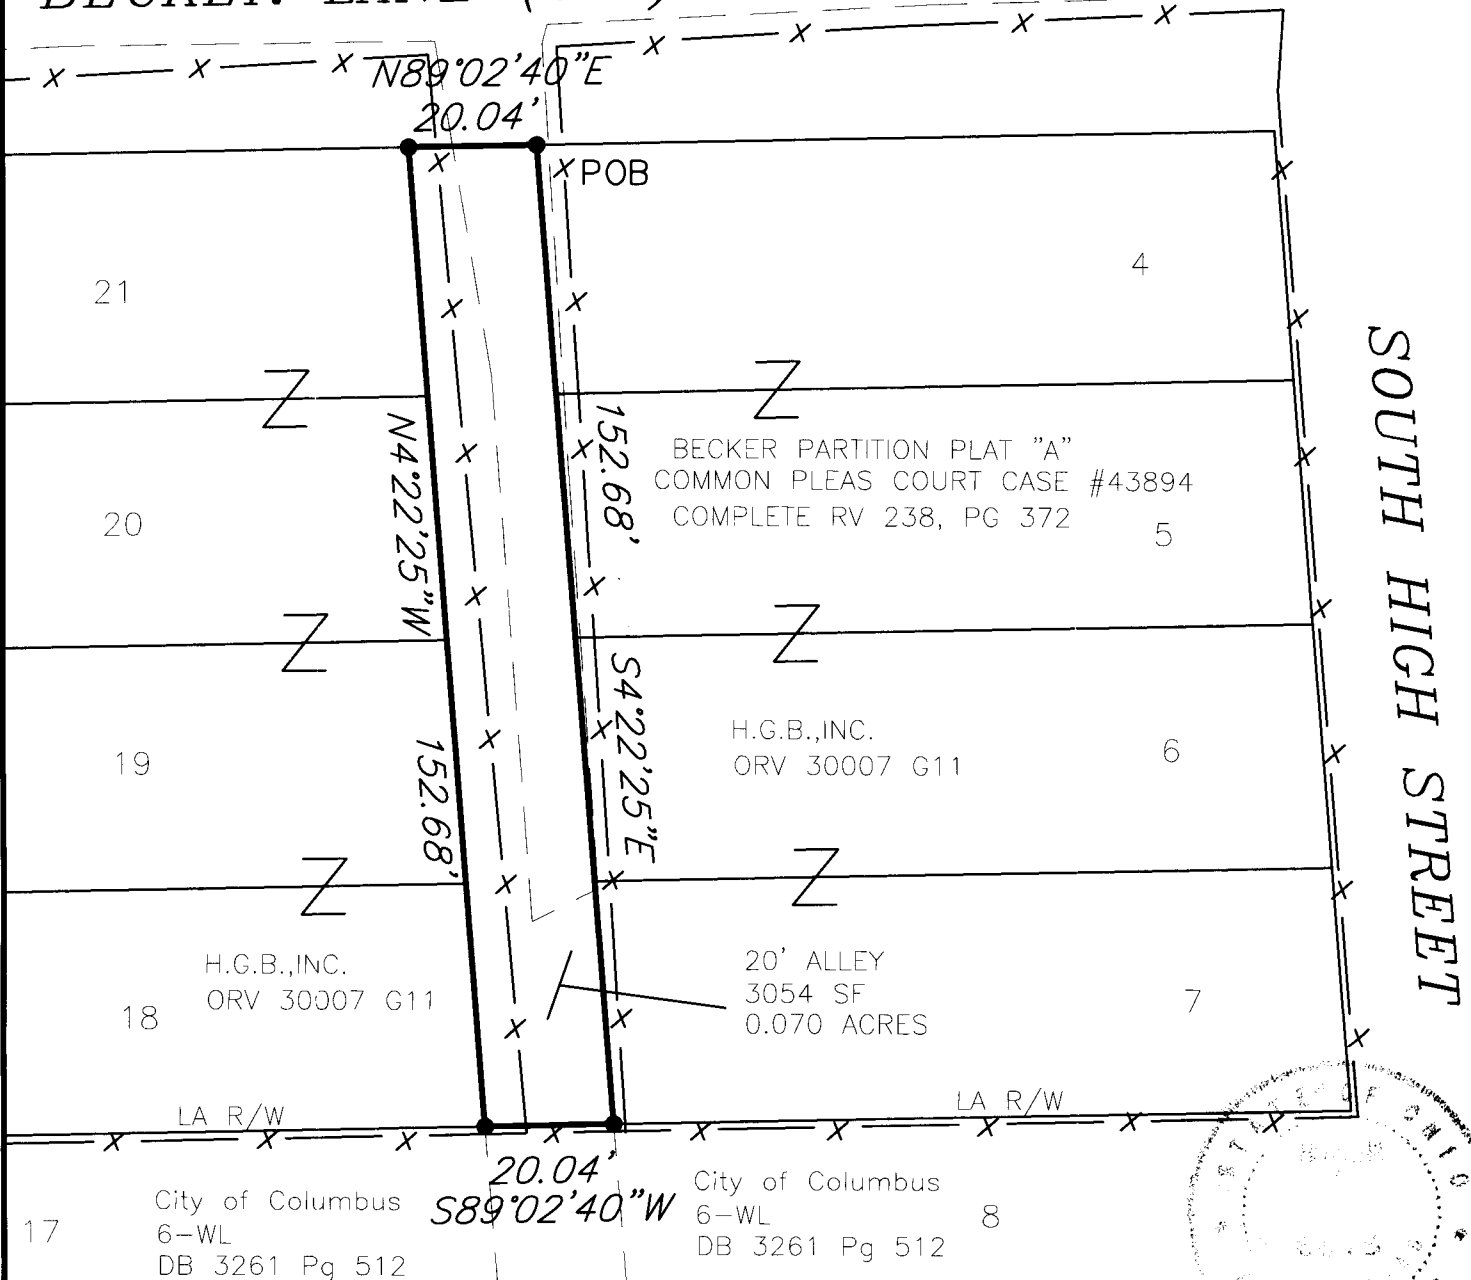 N89°02'40"E
20.04'
POB
21
4
SOUTH HIGH STREET
N4°22'25"W
152.68'
BECKER PARTITION PLAT "A"
COMMON PLEAS COURT CASE #43894
COMPLETE RV 238, PG 372
20
5
152.68'
S4°22'25"E
19
H.G.B.,INC.
ORV 30007 G11
6
H.G.B.,INC.
ORV 30007 G11
18
20' ALLEY
3054 SF
0.070 ACRES
7
LA R/W
LA R/W
20.04'
S89°02'40"W
17
City of Columbus
6-WL
DB 3261 Pg 512
City of Columbus
6-WL
DB 3261 Pg 512
8
OF OHIO